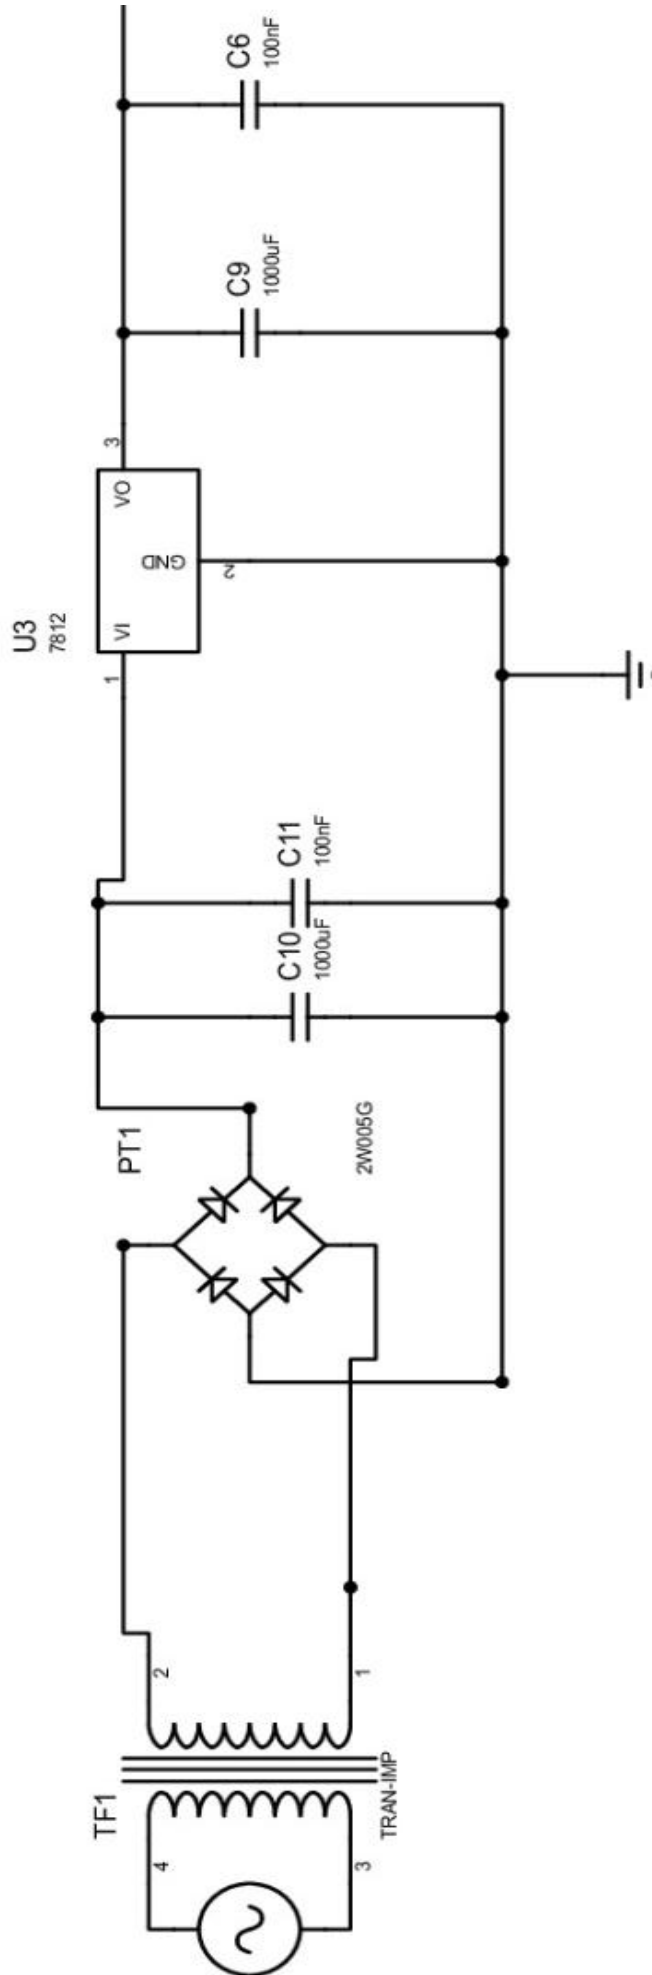 C6
100nF
C9
1000uF
3
VO
GND
2
VI
1
U3
7812
C11
100nF
C10
1000uF
PT1
2W005G
2
1
TF1
TRAN-IMP
4
3